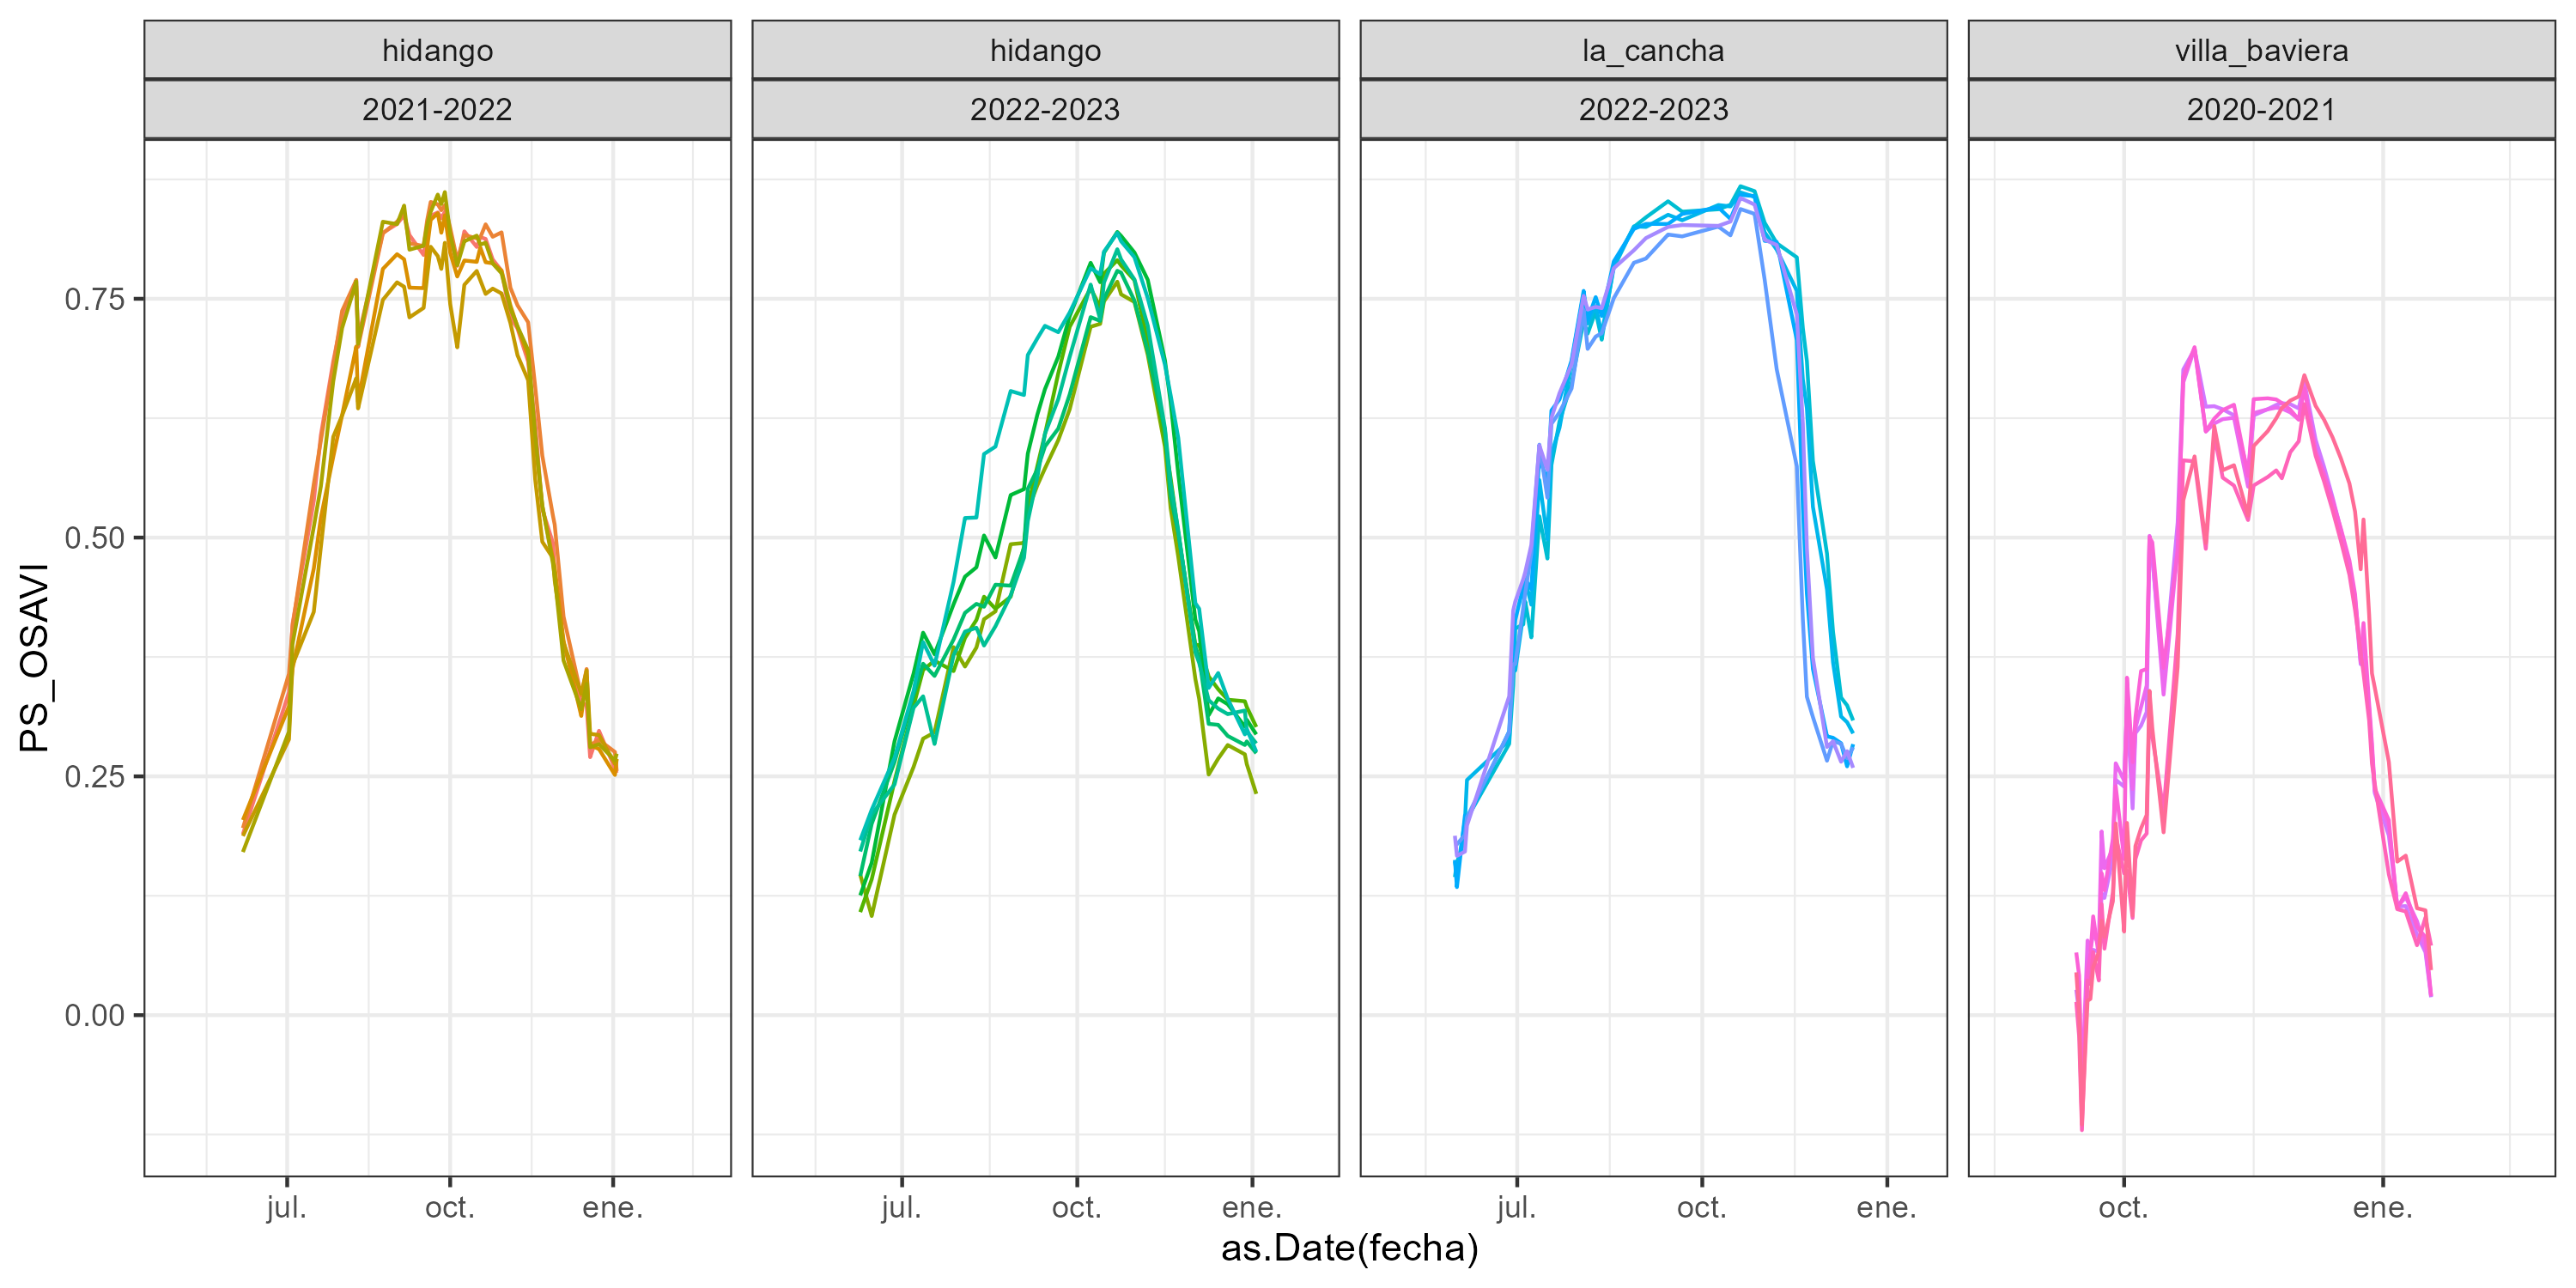 hidango
hidango
la_cancha
villa_baviera
2021-2022
2022-2023
2022-2023
2020-2021
PS_OSAVI
0.75
0.50
0.25
0.00
jul.
oct.
ene.
jul.
oct.
ene.
jul.
oct.
ene.
oct.
ene.
as.Date(fecha)